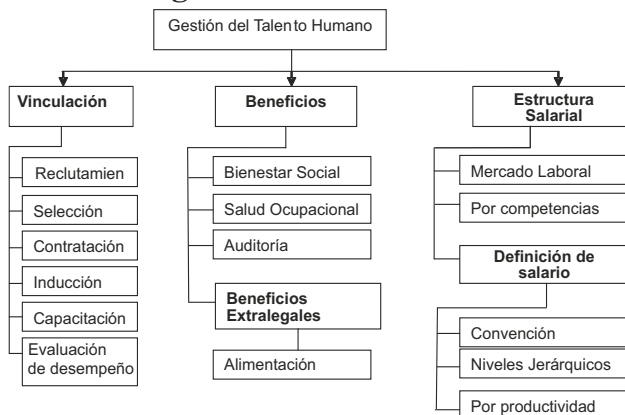 Gestión del Talento Humano
Vinculación
Reclutamien
Selección
Contratación
Inducción
Capacitación
Evaluación
de desempeño
Beneficios
Bienestar Social
Salud Ocupacional
Auditoría
Beneficios
Extralegales
Alimentación
Estructura
Salarial
Mercado Laboral
Por competencias
Definición de
salario
Convención
Niveles Jerárquicos
Por productividad